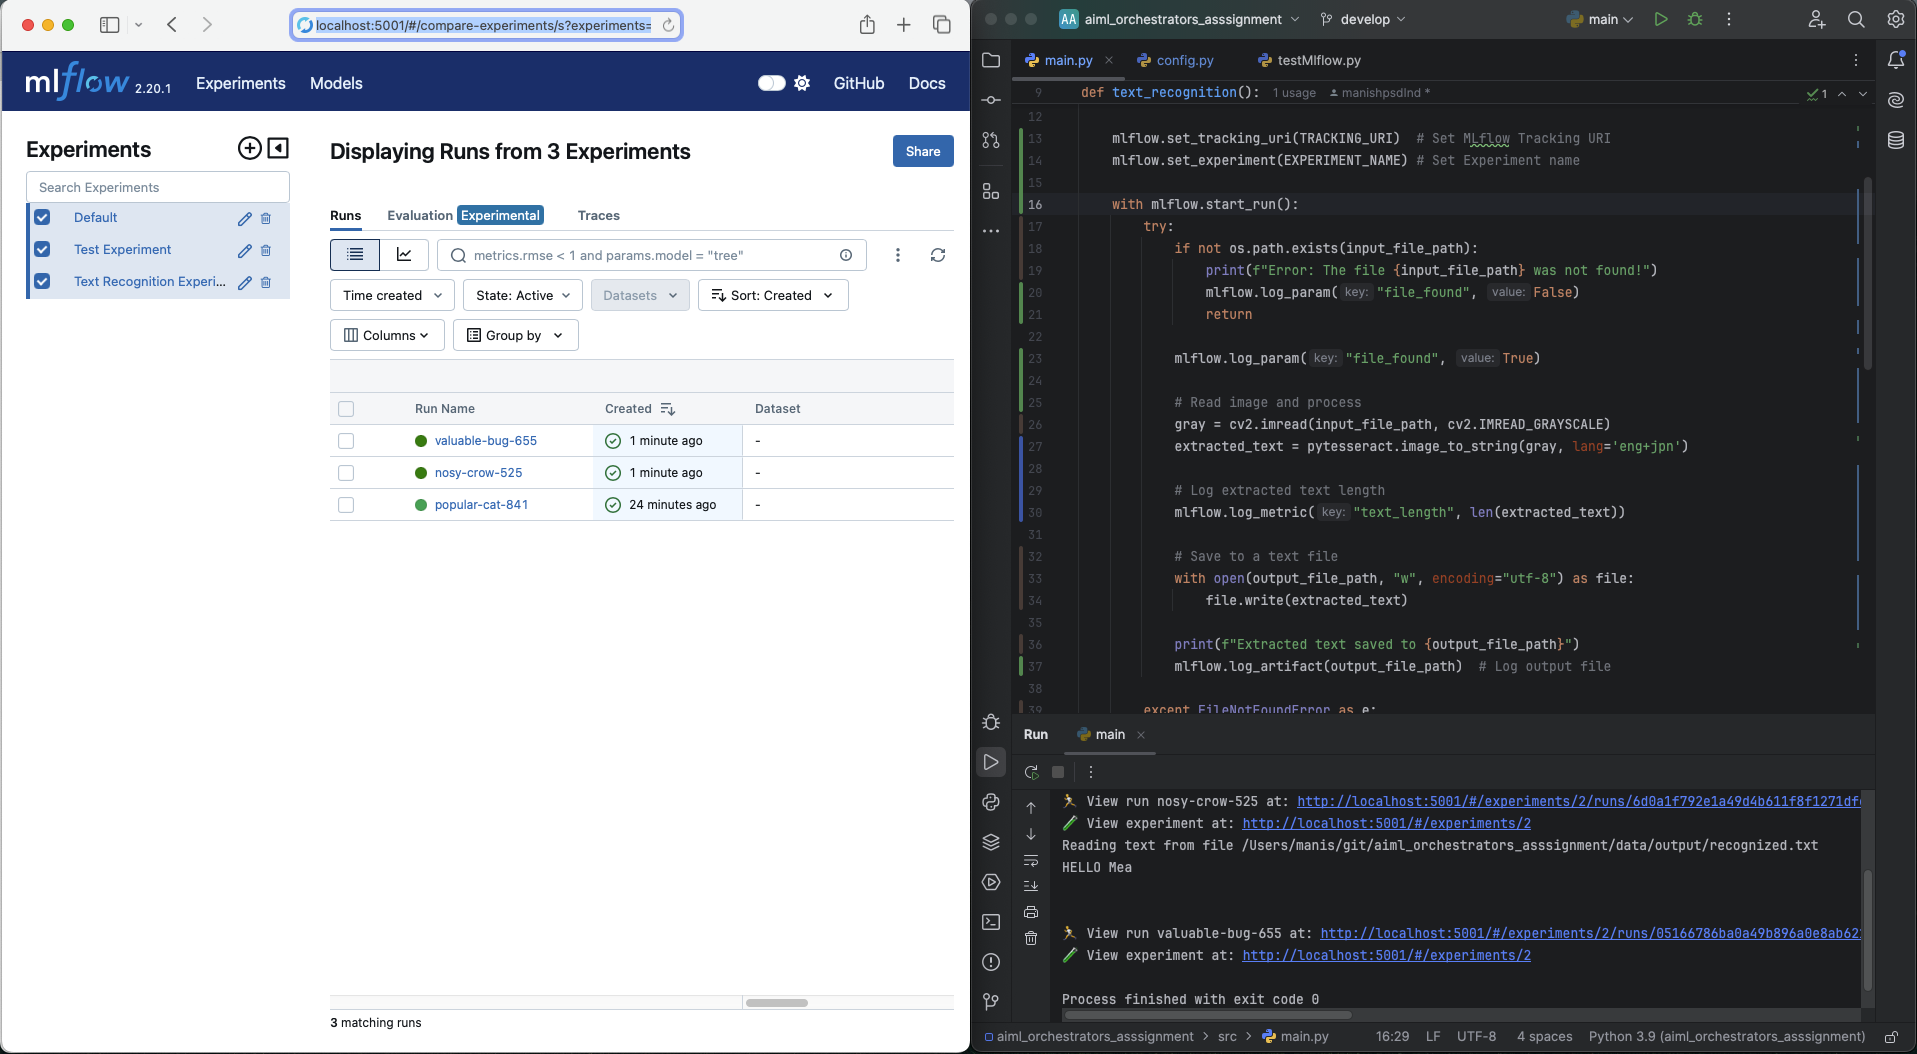 localhost:5001/#/compare-experiments/s?experiments=
mlflow 2.20.1 Experiments Models GitHub Docs
Experiments
Search Experiments
Default
Test Experiment
Text Recognition Experi...
Displaying Runs from 3 Experiments
Share
Runs Evaluation Experimental Traces
metrics.rmse < 1 and params.model = "tree"
Time created State: Active Datasets Sort: Created
Columns Group by
Run Name Created Dataset
valuable-bug-655 1 minute ago -
nosy-crow-525 1 minute ago -
popular-cat-841 24 minutes ago -
3 matching runs
AA aiml_orchestrators_asssignment develop main
main.py config.py testMlflow.py
9 def text_recognition(): 1 usage manishpsdInd *
1
12
13 mlflow.set_tracking_uri(TRACKING_URI) # Set MLflow Tracking URI
14 mlflow.set_experiment(EXPERIMENT_NAME) # Set Experiment name
15
16 with mlflow.start_run():
17 try:
18 if not os.path.exists(input_file_path):
19 print(f"Error: The file {input_file_path} was not found!")
20 mlflow.log_param( key: "file_found", value: False)
21 return
22
23 mlflow.log_param( key: "file_found", value: True)
24
25 # Read image and process
26 gray = cv2.imread(input_file_path, cv2.IMREAD_GRAYSCALE)
27 extracted_text = pytesseract.image_to_string(gray, lang='eng+jpn')
28
29 # Log extracted text length
30 mlflow.log_metric( key: "text_length", len(extracted_text))
31
32 # Save to a text file
33 with open(output_file_path, "w", encoding="utf-8") as file:
34 file.write(extracted_text)
35
36 print(f"Extracted text saved to {output_file_path}")
37 mlflow.log_artifact(output_file_path) # Log output file
38
39 except FileNotFoundError as e:
Run main
View run nosy-crow-525 at: http://localhost:5001/#/experiments/2/runs/6d0a1f792e1a49d4b611f8f1271df
View experiment at: http://localhost:5001/#/experiments/2
Reading text from file /Users/manis/git/aiml_orchestrators_asssignment/data/output/recognized.txt
HELLO Mea
View run valuable-bug-655 at: http://localhost:5001/#/experiments/2/runs/05166786ba0a49b896a0e8ab62
View experiment at: http://localhost:5001/#/experiments/2
Process finished with exit code 0
aiml_orchestrators_asssignment > src > main.py 16:29 LF UTF-8 4 spaces Python 3.9 (aiml_orchestrators_asssignment)